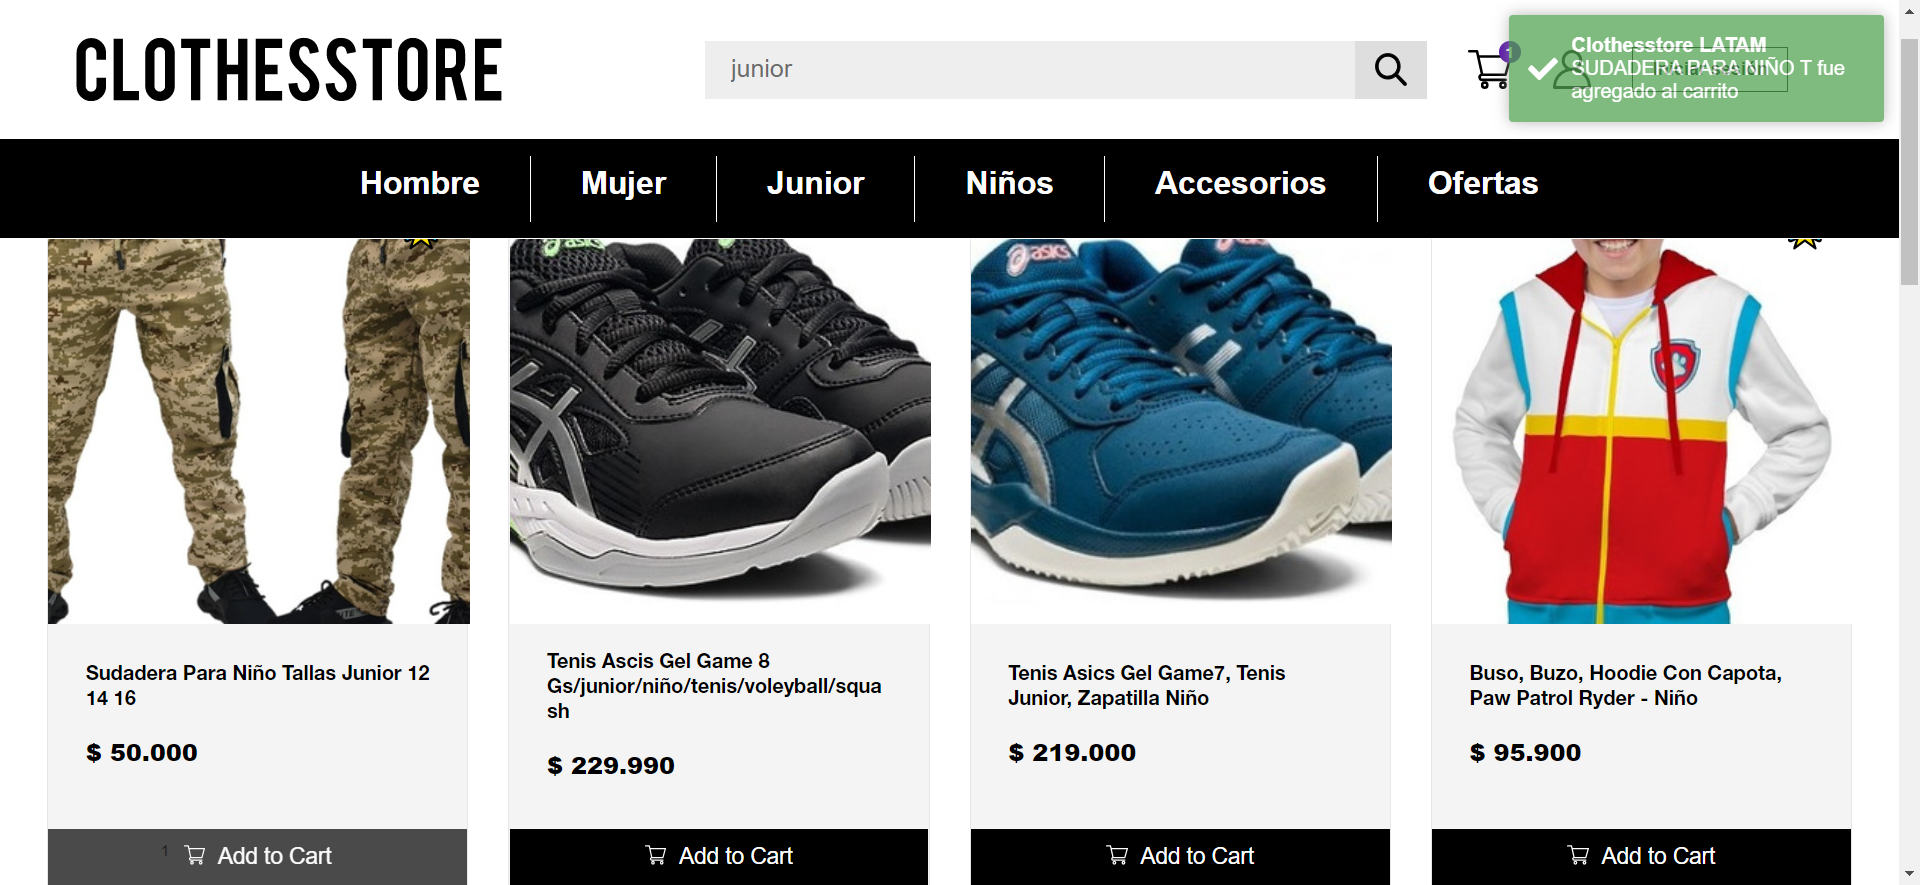 CLOTHESSTORE
junior
1
Clothesstore LATAM
SUDADERA PARA NIÑO T fue
agregado al carrito
Hombre
Mujer
Junior
Niños
Accesorios
Ofertas
asics
asics
Sudadera Para Niño Tallas Junior 12
14 16
$ 50.000
1
Add to Cart
Tenis Ascis Gel Game 8
Gs/junior/niño/tenis/voleyball/squa
sh
$ 229.990
Add to Cart
Tenis Asics Gel Game7, Tenis
Junior, Zapatilla Niño
$ 219.000
Add to Cart
Buso, Buzo, Hoodie Con Capota,
Paw Patrol Ryder - Niño
$ 95.900
Add to Cart